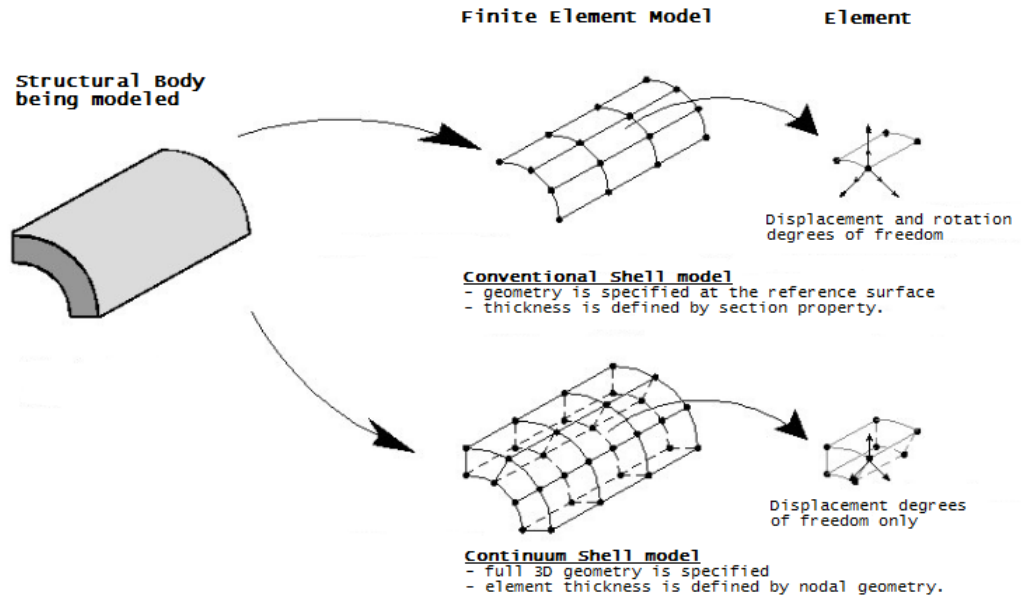 Finite Element Model
Element
Structural Body
being modeled
Displacement and rotation
degrees of freedom
Conventional Shell model
- geometry is specified at the reference surface
- thickness is defined by section property.
Displacement degrees
of freedom only
Continuum Shell model
- full 3D geometry is specified
- element thickness is defined by nodal geometry.